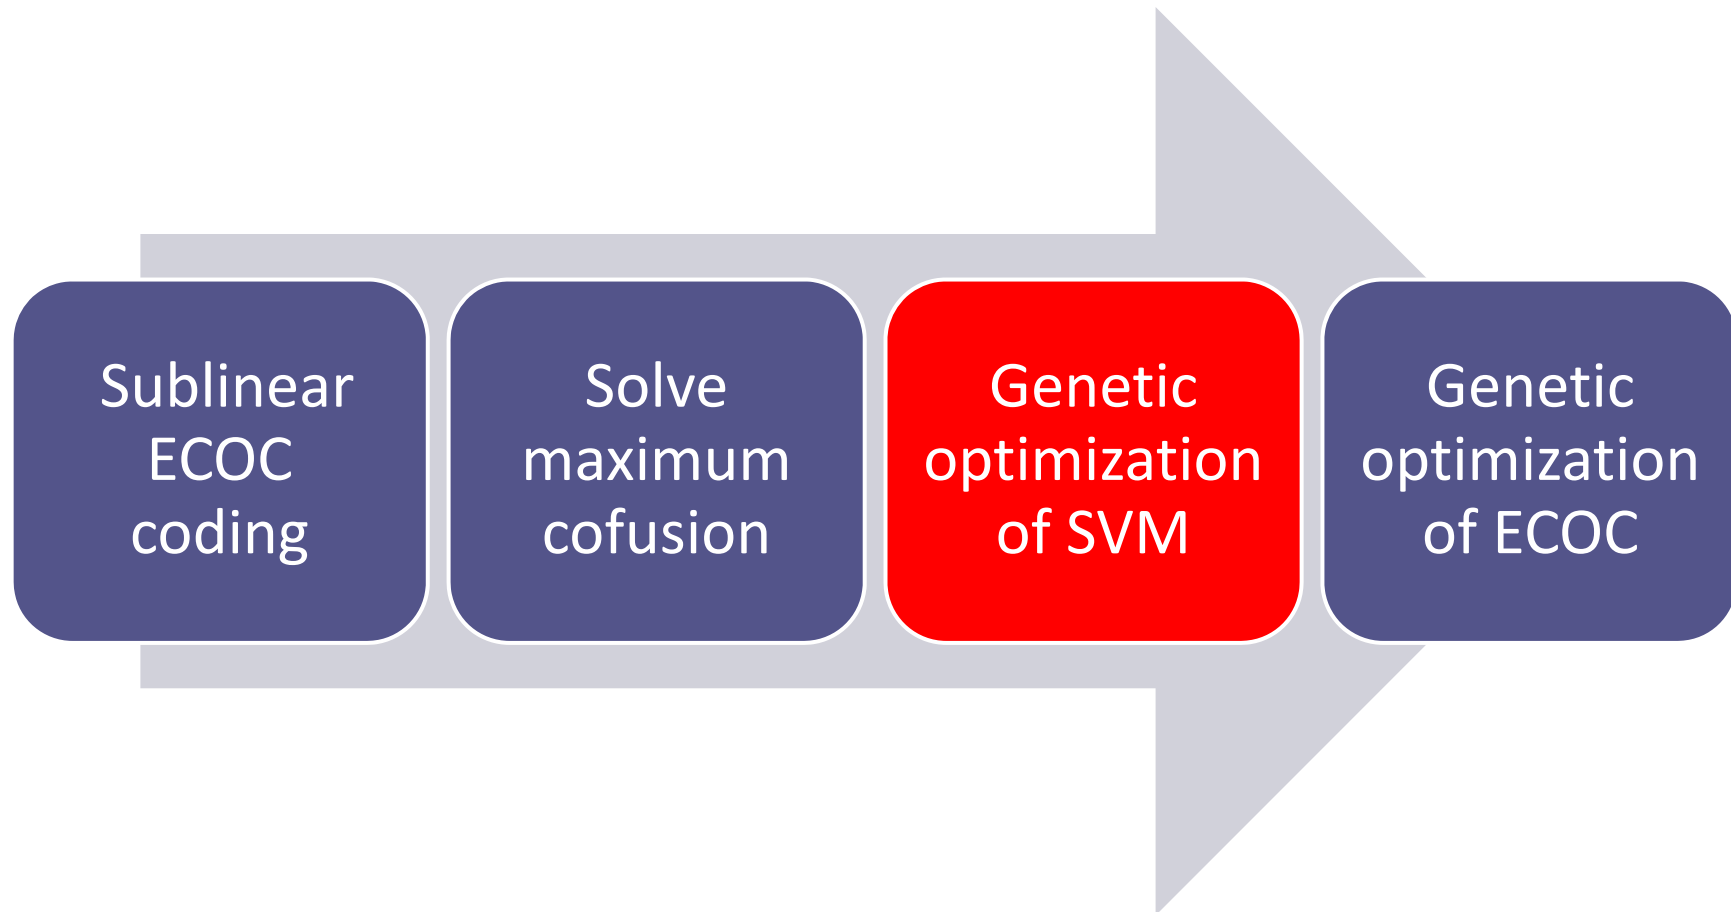 Sublinear
ECOC
coding
Solve
maximum
cofusion
Genetic
optimization
of SVM
Genetic
optimization
of ECOC